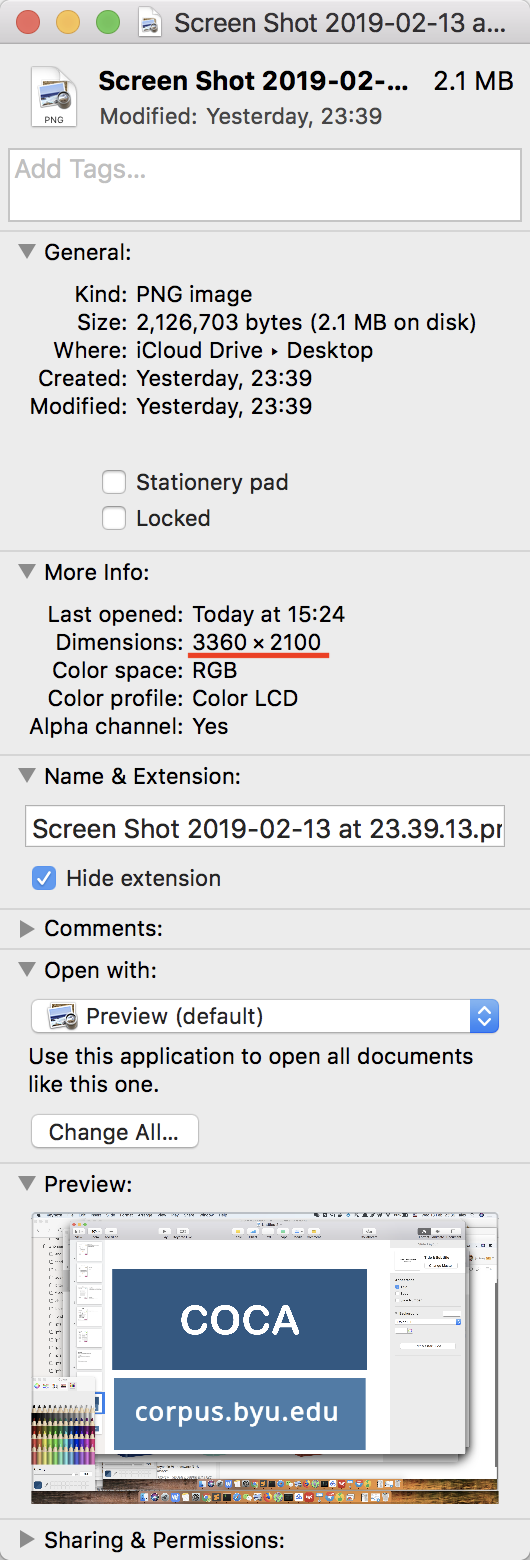 Screen Shot 2019-02-13 a...
Screen Shot 2019-02-... 2.1 MB
Modified: Yesterday, 23:39
PNG
Add Tags...
General:
Kind: PNG image
Size: 2,126,703 bytes (2.1 MB on disk)
Where: iCloud Drive ▸ Desktop
Created: Yesterday, 23:39
Modified: Yesterday, 23:39
Stationery pad
Locked
More Info:
Last opened: Today at 15:24
Dimensions: 3360 × 2100
Color space: RGB
Color profile: Color LCD
Alpha channel: Yes
Name & Extension:
Screen Shot 2019-02-13 at 23.39.13.pn
Hide extension
Comments:
Open with:
Preview (default)
Use this application to open all documents
like this one.
Change All...
Preview:
COCA
corpus.byu.edu
Sharing & Permissions: